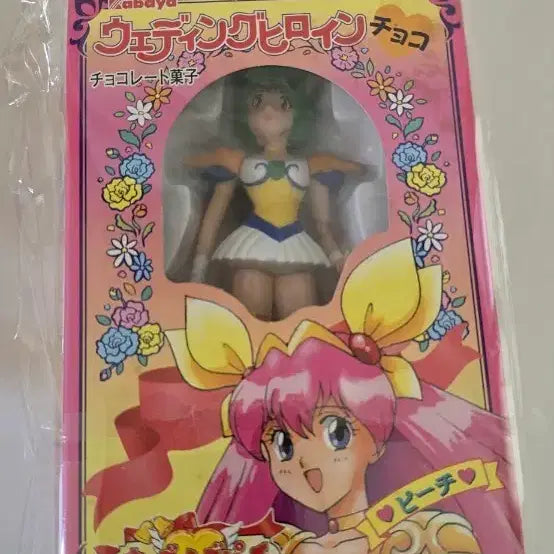 Kabaya
ウエディングヒロイン
チョコ
チョコレート菓子
ピーチ